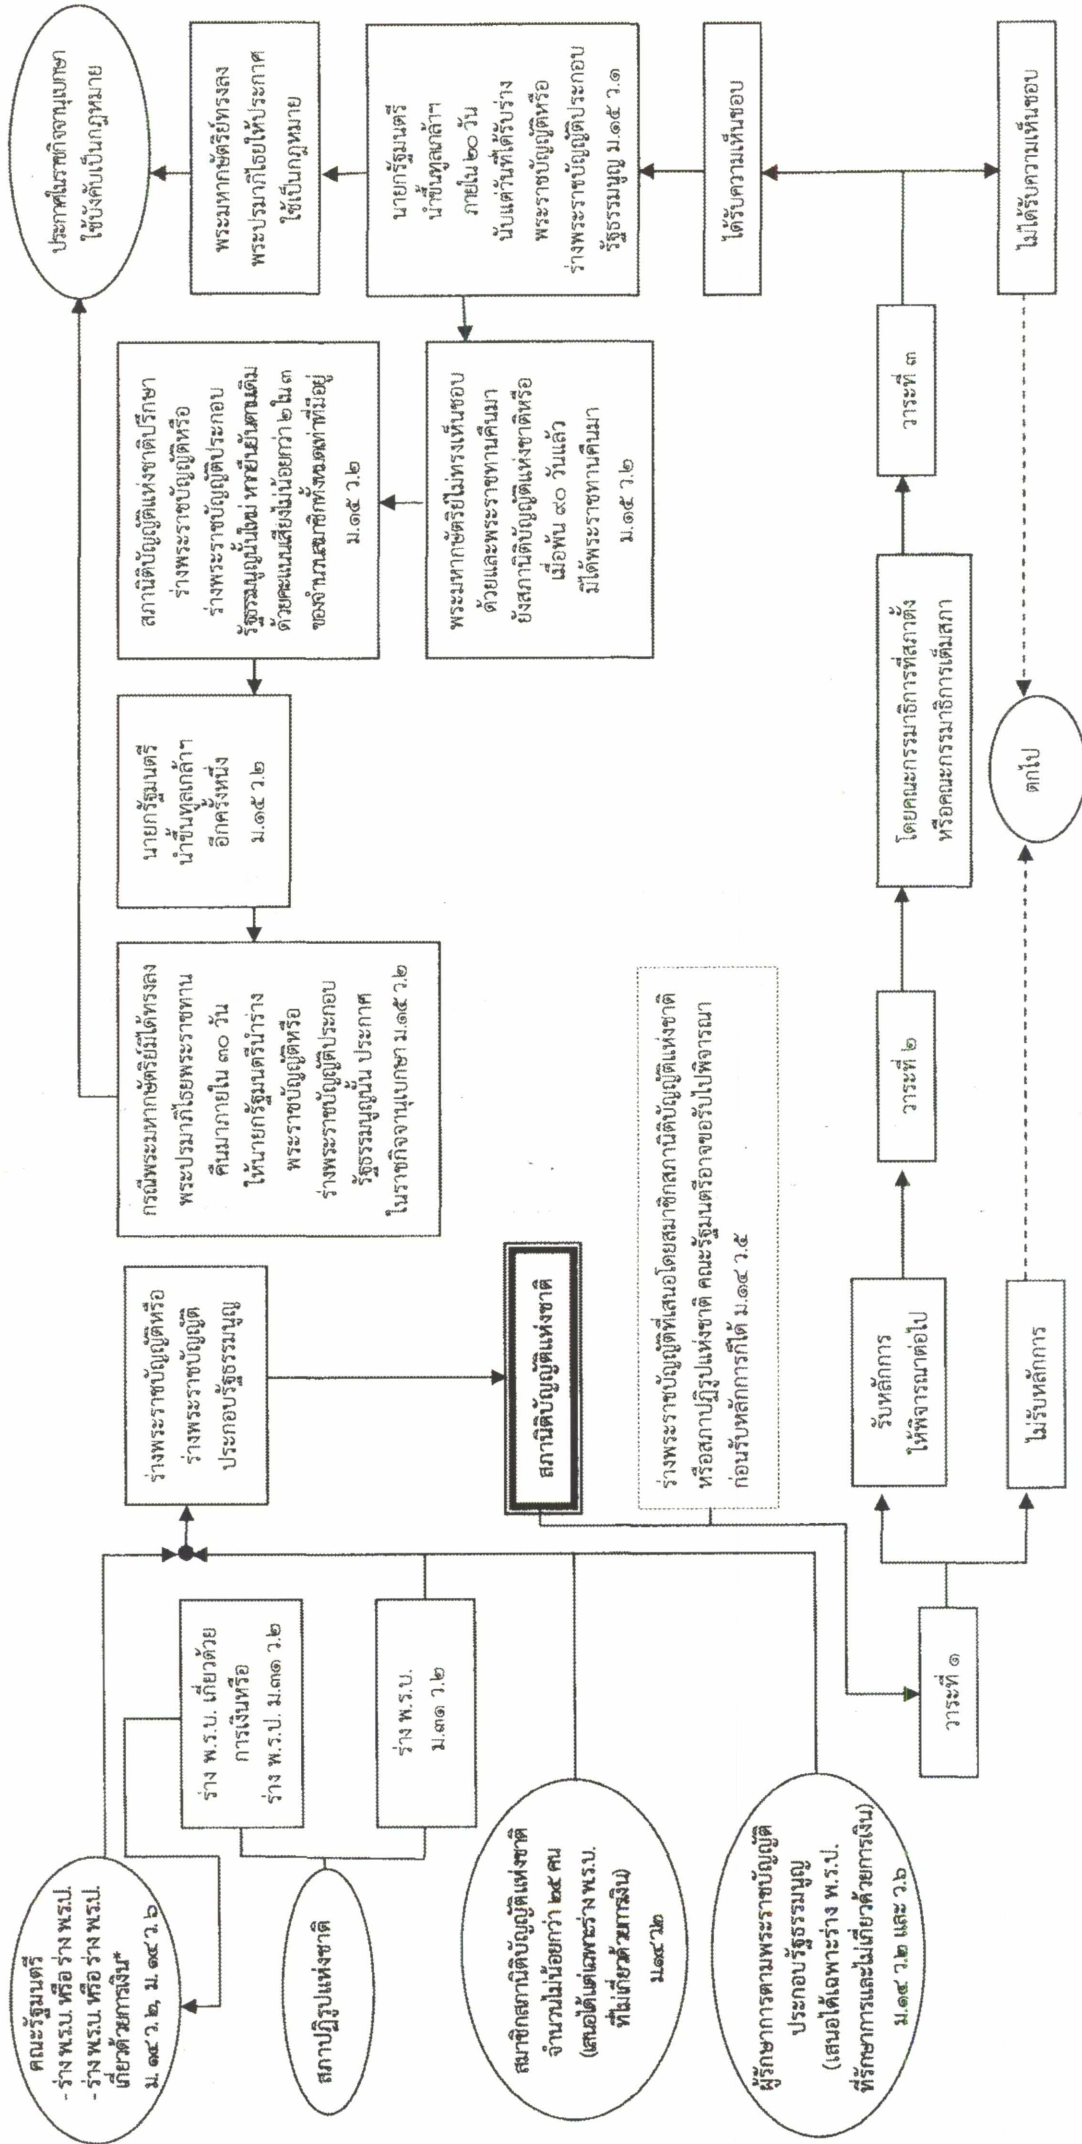 คณะรัฐมนตรี
- ร่าง พ.ร.บ. หรือ ร่าง พ.ร.ป.
- ร่าง พ.ร.บ. หรือ ร่าง พ.ร.ป.
เกี่ยวด้วยการเงิน*
ม. ๑๔ ว. ๒, ม. ๑๔ ว. ๖
สภาปฏิรูปแห่งชาติ
สมาชิกสภานิติบัญญัติแห่งชาติ
จำนวนไม่น้อยกว่า ๒๕ คน
(เสนอได้แต่เฉพาะร่าง พ.ร.บ.
ที่ไม่เกี่ยวด้วยการเงิน)
ม.๑๔ ว.๒
ผู้รักษาการตามพระราชบัญญัติ
ประกอบรัฐธรรมนูญ
(เสนอได้เฉพาะร่าง พ.ร.ป.
ที่รักษาการและไม่เกี่ยวด้วยการเงิน)
ม.๑๔ ว.๒ และ ว.๖
ร่าง พ.ร.บ. เกี่ยวด้วย
การเงินหรือ
ร่าง พ.ร.ป. ม.๓๑ ว.๒
ร่าง พ.ร.บ.
ม.๓๑ ว.๒
ร่างพระราชบัญญัติหรือ
ร่างพระราชบัญญัติ
ประกอบรัฐธรรมนูญ
สภานิติบัญญัติแห่งชาติ
ร่างพระราชบัญญัติที่เสนอโดยสมาชิกสภานิติบัญญัติแห่งชาติ
หรือสภาปฏิรูปแห่งชาติ คณะรัฐมนตรีอาจขอรับไปพิจารณา
ก่อนรับหลักการก็ได้ ม.๑๔ ว.๕
วาระที่ ๑
รับหลักการ
ให้พิจารณาต่อไป
ไม่รับหลักการ
วาระที่ ๒
โดยคณะกรรมาธิการที่สภาตั้ง
หรือคณะกรรมาธิการเต็มสภา
ตกไป
วาระที่ ๓
ได้รับความเห็นชอบ
ไม่ได้รับความเห็นชอบ
นายกรัฐมนตรี
นำขึ้นทูลเกล้าฯ
ภายใน ๒๐ วัน
นับแต่วันที่ได้รับร่าง
พระราชบัญญัติหรือ
ร่างพระราชบัญญัติประกอบ
รัฐธรรมนูญ ม.๑๕ ว.๑
พระมหากษัตริย์ทรงลง
พระปรมาภิไธยให้ประกาศ
ใช้เป็นกฎหมาย
ประกาศในราชกิจจานุเบกษา
ใช้บังคับเป็นกฎหมาย
พระมหากษัตริย์ไม่ทรงเห็นชอบ
ด้วยและพระราชทานคืนมา
ยังสภานิติบัญญัติแห่งชาติหรือ
เมื่อพ้น ๙๐ วันแล้ว
มิได้พระราชทานคืนมา
ม.๑๕ ว.๒
สภานิติบัญญัติแห่งชาติปรึกษา
ร่างพระราชบัญญัติหรือ
ร่างพระราชบัญญัติประกอบ
รัฐธรรมนูญนั้นใหม่ หากยืนยันตามเดิม
ด้วยคะแนนเสียงไม่น้อยกว่า ๒ ใน ๓
ของจำนวนสมาชิกทั้งหมดเท่าที่มีอยู่
ม.๑๕ ว.๒
นายกรัฐมนตรี
นำขึ้นทูลเกล้าฯ
อีกครั้งหนึ่ง
ม.๑๕ ว.๒
กรณีพระมหากษัตริย์มิได้ทรงลง
พระปรมาภิไธยพระราชทาน
คืนมาภายใน ๓๐ วัน
ให้นายกรัฐมนตรีนำร่าง
พระราชบัญญัติหรือ
ร่างพระราชบัญญัติประกอบ
รัฐธรรมนูญนั้น ประกาศ
ในราชกิจจานุเบกษา ม.๑๕ ว.๒